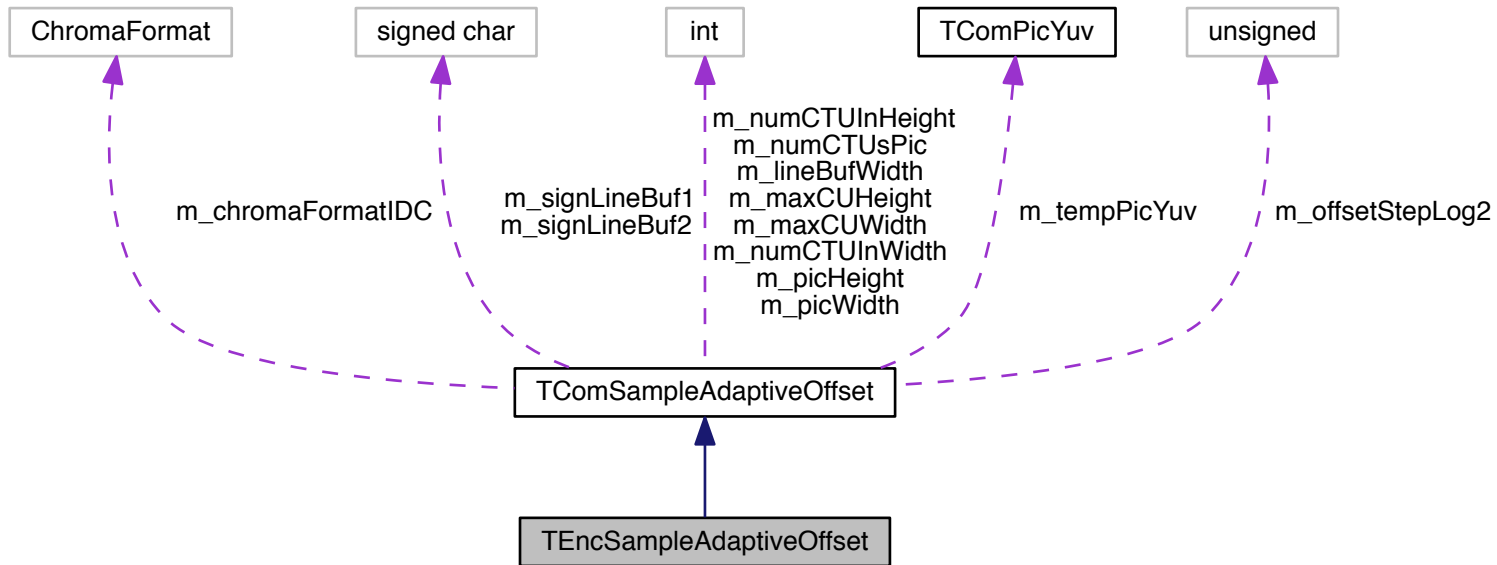 ChromaFormat
signed char
int
TComPicYuv
unsigned
m_chromaFormatIDC
m_signLineBuf1
m_signLineBuf2
m_numCTUInHeight
m_numCTUsPic
m_lineBufWidth
m_maxCUHeight
m_maxCUWidth
m_numCTUInWidth
m_picHeight
m_picWidth
m_tempPicYuv
m_offsetStepLog2
TComSampleAdaptiveOffset
TEncSampleAdaptiveOffset